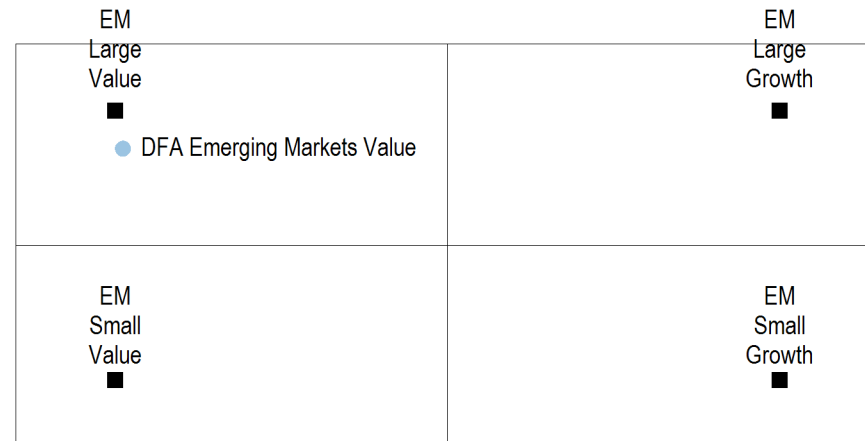 EM
Large
Value
EM
Large
Growth
DFA Emerging Markets Value
EM
Small
Value
EM
Small
Growth